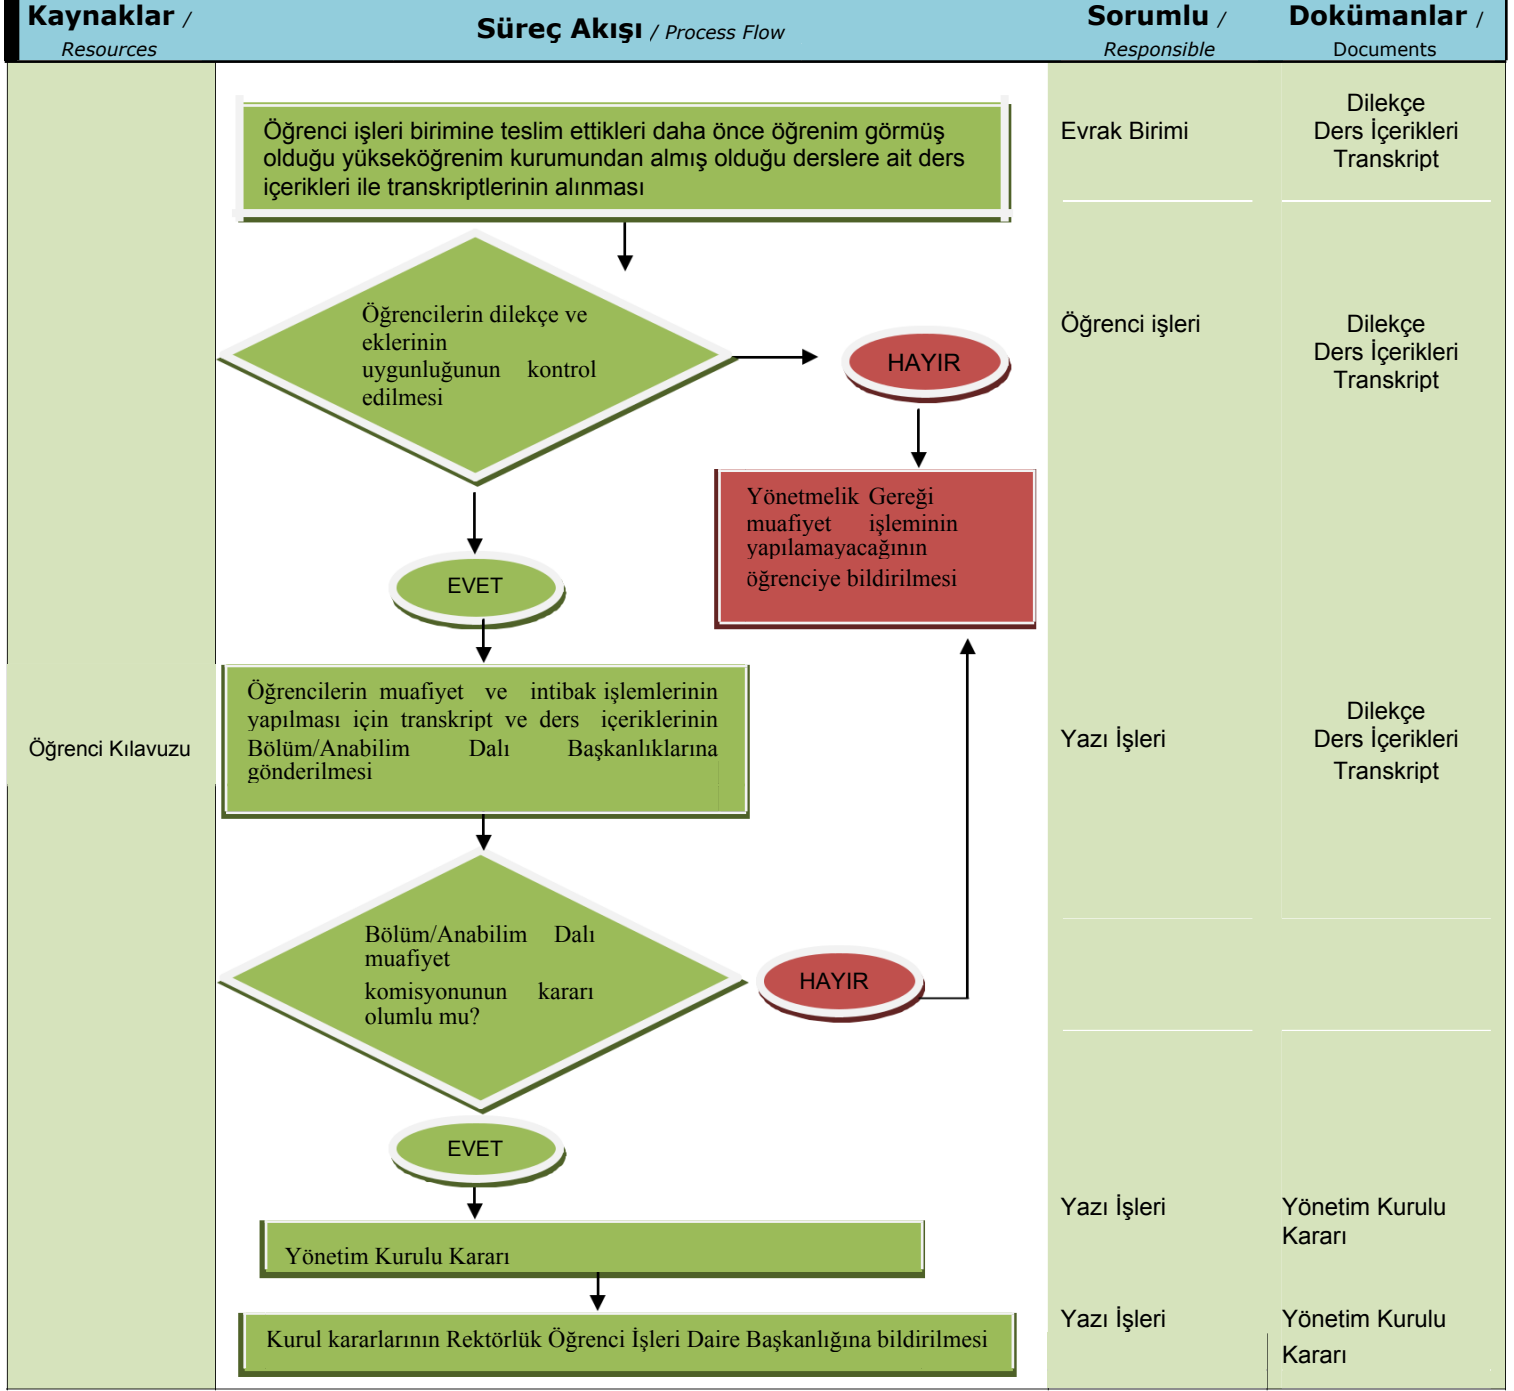 Kaynaklar /
Resources
Süreç Akışı / Process Flow
Sorumlu /
Responsible
Dokümanlar /
Documents
Öğrenci işleri birimine teslim ettikleri daha önce öğrenim görmüş
olduğu yükseköğrenim kurumundan almış olduğu derslere ait ders
içerikleri ile transkriptlerinin alınması
Evrak Birimi
Dilekçe
Ders İçerikleri
Transkript
Öğrencilerin dilekçe ve
eklerinin
uygunluğunun kontrol
edilmesi
HAYIR
Öğrenci işleri
Dilekçe
Ders İçerikleri
Transkript
Yönetmelik Gereği
muafiyet işleminin
yapılamayacağının
öğrenciye bildirilmesi
EVET
Öğrenci Kılavuzu
Öğrencilerin muafiyet ve intibak işlemlerinin
yapılması için transkript ve ders içeriklerinin
Bölüm/Anabilim Dalı Başkanlıklarına
gönderilmesi
Yazı İşleri
Dilekçe
Ders İçerikleri
Transkript
Bölüm/Anabilim Dalı
muafiyet
komisyonunun kararı
olumlu mu?
HAYIR
EVET
Yönetim Kurulu Kararı
Yazı İşleri
Yönetim Kurulu
Kararı
Kurul kararlarının Rektörlük Öğrenci İşleri Daire Başkanlığına bildirilmesi
Yazı İşleri
Yönetim Kurulu
Kararı